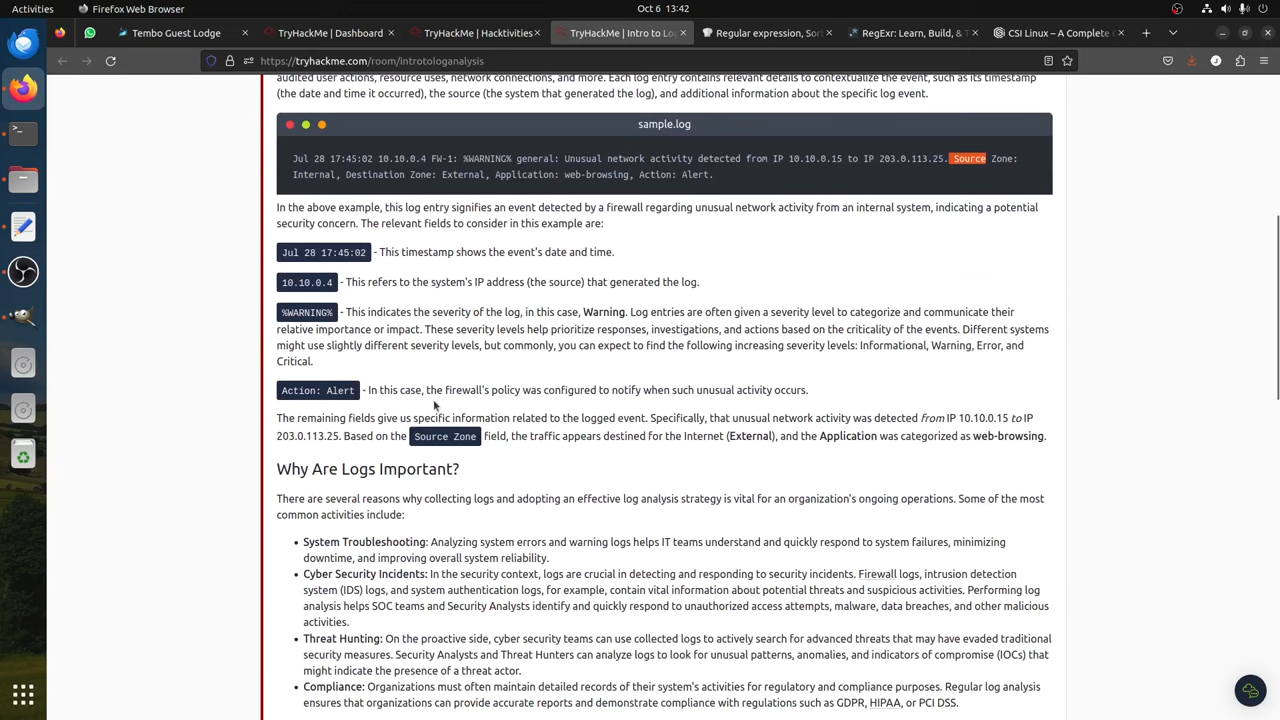 Activities
Firefox Web Browser
Oct 6 13:42
Tembo Guest Lodge
TryHackMe | Dashboard
TryHackMe | Hacktivities
TryHackMe | Intro to Lo
Regular expression, Sort
RegExr: Learn, Build, & T
CSI Linux – A Complete C
https://tryhackme.com/room/introtologanalysis
audited user actions, resource uses, network connections, and more. Each log entry contains relevant details to contextualize the event, such as its timestamp
(the date and time it occurred), the source (the system that generated the log), and additional information about the specific log event.
sample.log
Jul 28 17:45:02 10.10.0.4 FW-1: %WARNING% general: Unusual network activity detected from IP 10.10.0.15 to IP 203.0.113.25. Source Zone:
Internal, Destination Zone: External, Application: web-browsing, Action: Alert.
In the above example, this log entry signifies an event detected by a firewall regarding unusual network activity from an internal system, indicating a potential
security concern. The relevant fields to consider in this example are:
Jul 28 17:45:02 - This timestamp shows the event's date and time.
10.10.0.4 - This refers to the system's IP address (the source) that generated the log.
%WARNING% - This indicates the severity of the log, in this case, Warning. Log entries are often given a severity level to categorize and communicate their
relative importance or impact. These severity levels help prioritize responses, investigations, and actions based on the criticality of the events. Different systems
might use slightly different severity levels, but commonly, you can expect to find the following increasing severity levels: Informational, Warning, Error, and
Critical.
Action: Alert - In this case, the firewall's policy was configured to notify when such unusual activity occurs.
The remaining fields give us specific information related to the logged event. Specifically, that unusual network activity was detected from IP 10.10.0.15 to IP
203.0.113.25. Based on the Source Zone field, the traffic appears destined for the Internet (External), and the Application was categorized as web-browsing.
Why Are Logs Important?
There are several reasons why collecting logs and adopting an effective log analysis strategy is vital for an organization's ongoing operations. Some of the most
common activities include:
• System Troubleshooting: Analyzing system errors and warning logs helps IT teams understand and quickly respond to system failures, minimizing
downtime, and improving overall system reliability.
• Cyber Security Incidents: In the security context, logs are crucial in detecting and responding to security incidents. Firewall logs, intrusion detection
system (IDS) logs, and system authentication logs, for example, contain vital information about potential threats and suspicious activities. Performing log
analysis helps SOC teams and Security Analysts identify and quickly respond to unauthorized access attempts, malware, data breaches, and other malicious
activities.
• Threat Hunting: On the proactive side, cyber security teams can use collected logs to actively search for advanced threats that may have evaded traditional
security measures. Security Analysts and Threat Hunters can analyze logs to look for unusual patterns, anomalies, and indicators of compromise (IOCs) that
might indicate the presence of a threat actor.
• Compliance: Organizations must often maintain detailed records of their system's activities for regulatory and compliance purposes. Regular log analysis
ensures that organizations can provide accurate reports and demonstrate compliance with regulations such as GDPR, HIPAA, or PCI DSS.